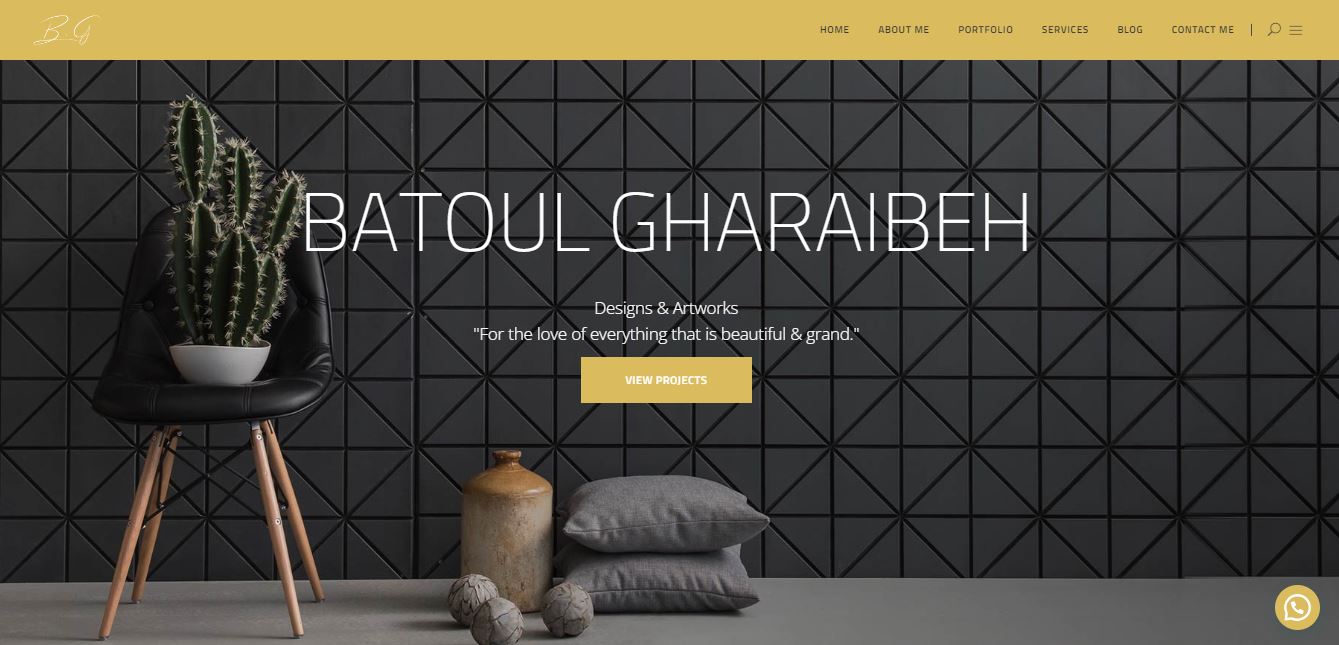 B.G
HOME ABOUT ME PORTFOLIO SERVICES BLOG CONTACT ME
BATOUL GHARAIBEH
Designs & Artworks
"For the love of everything that is beautiful & grand."
VIEW PROJECTS